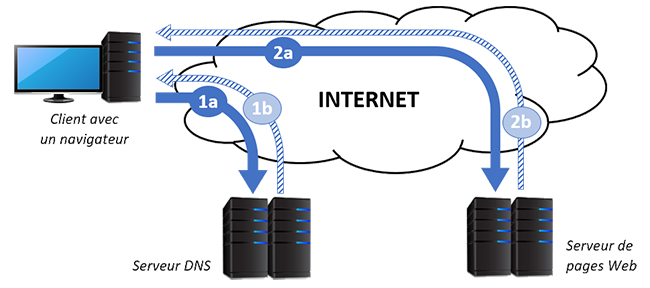 2a
1a
1b
INTERNET
2b
Client avec
un navigateur
Serveur DNS
Serveur de
pages Web